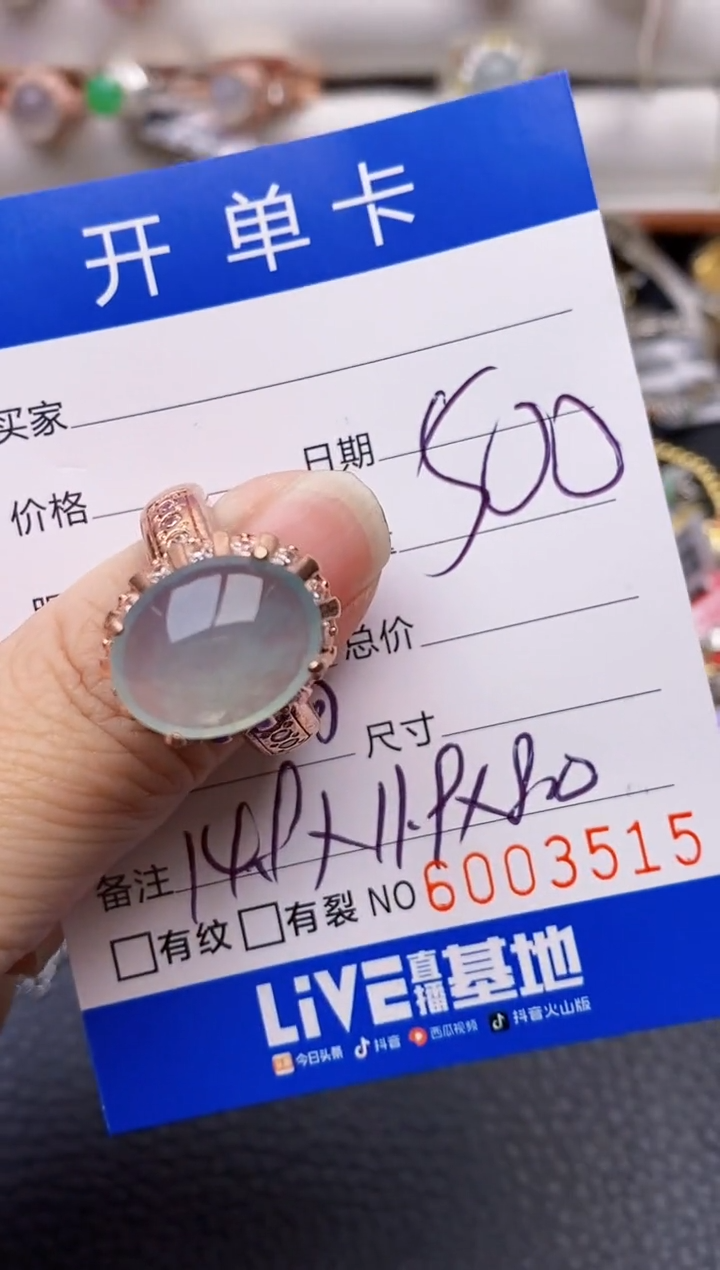 开单卡
买家
日期 500
价格
总价
尺寸
备注 14.8×11.9×8.0
有纹 有裂 NO 6003515
LiVE直播基地
今日头条 抖音 西瓜视频 抖音火山版